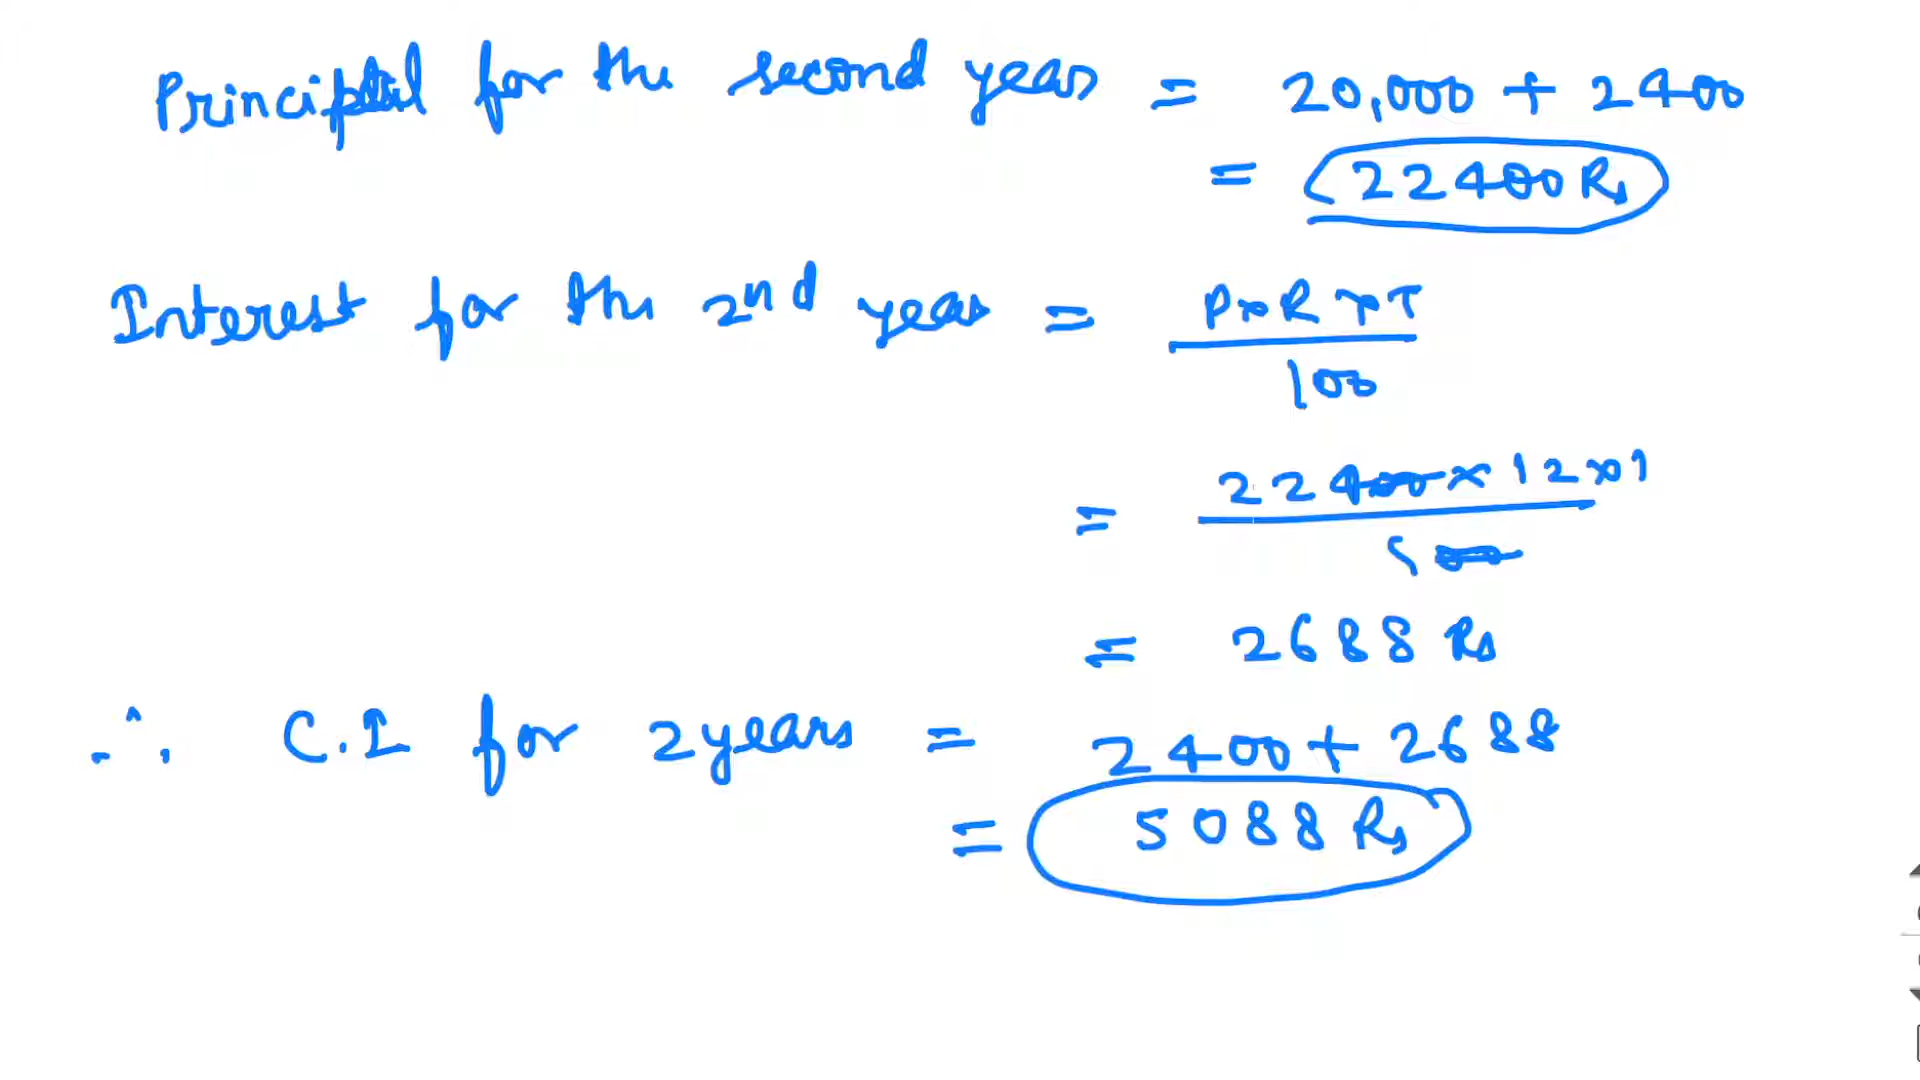 Principal for the second year = 20,000 + 2400
= 22400 Rs
Interest for the 2nd year = P×R×T
100
= 22400×12×1
100
= 2688 Rs
∴ C.I for 2years = 2400 + 2688
= 5088 Rs